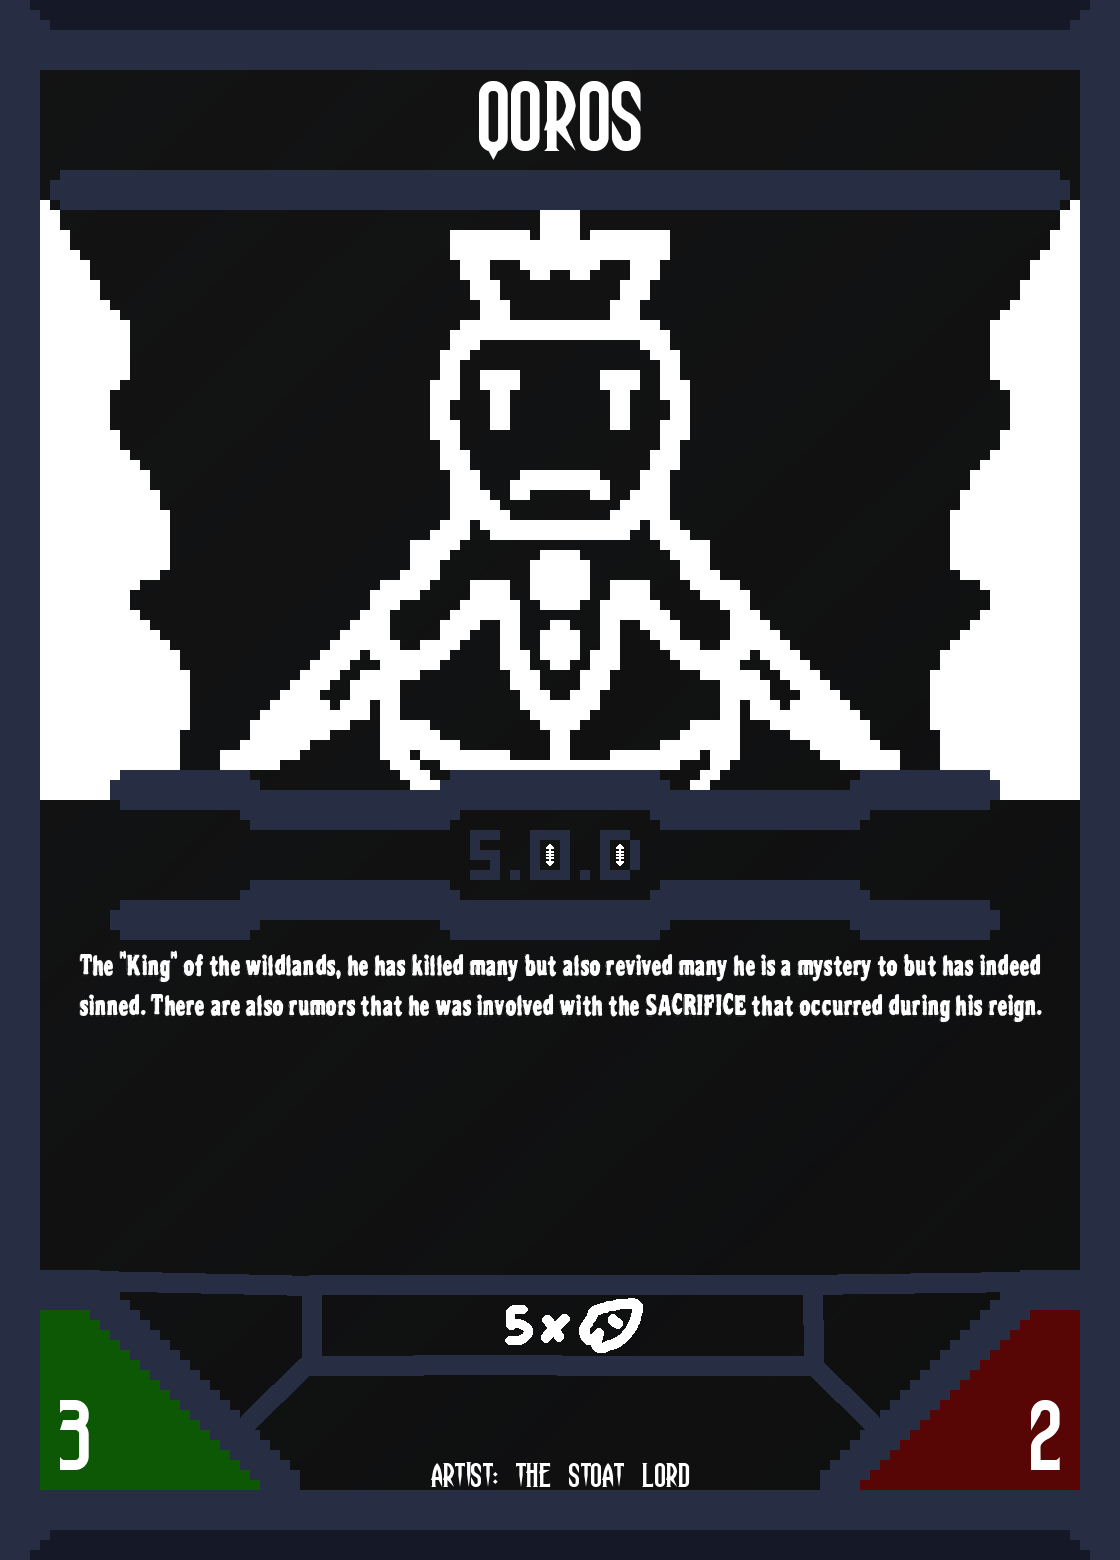 QOROS
S.O.D
The "King" of the wildlands, he has killed many but also revived many he is a mystery to but has indeed
sinned. There are also rumors that he was involved with the SACRIFICE that occurred during his reign.
5x
3
2
ARTIST: THE STOAT LORD